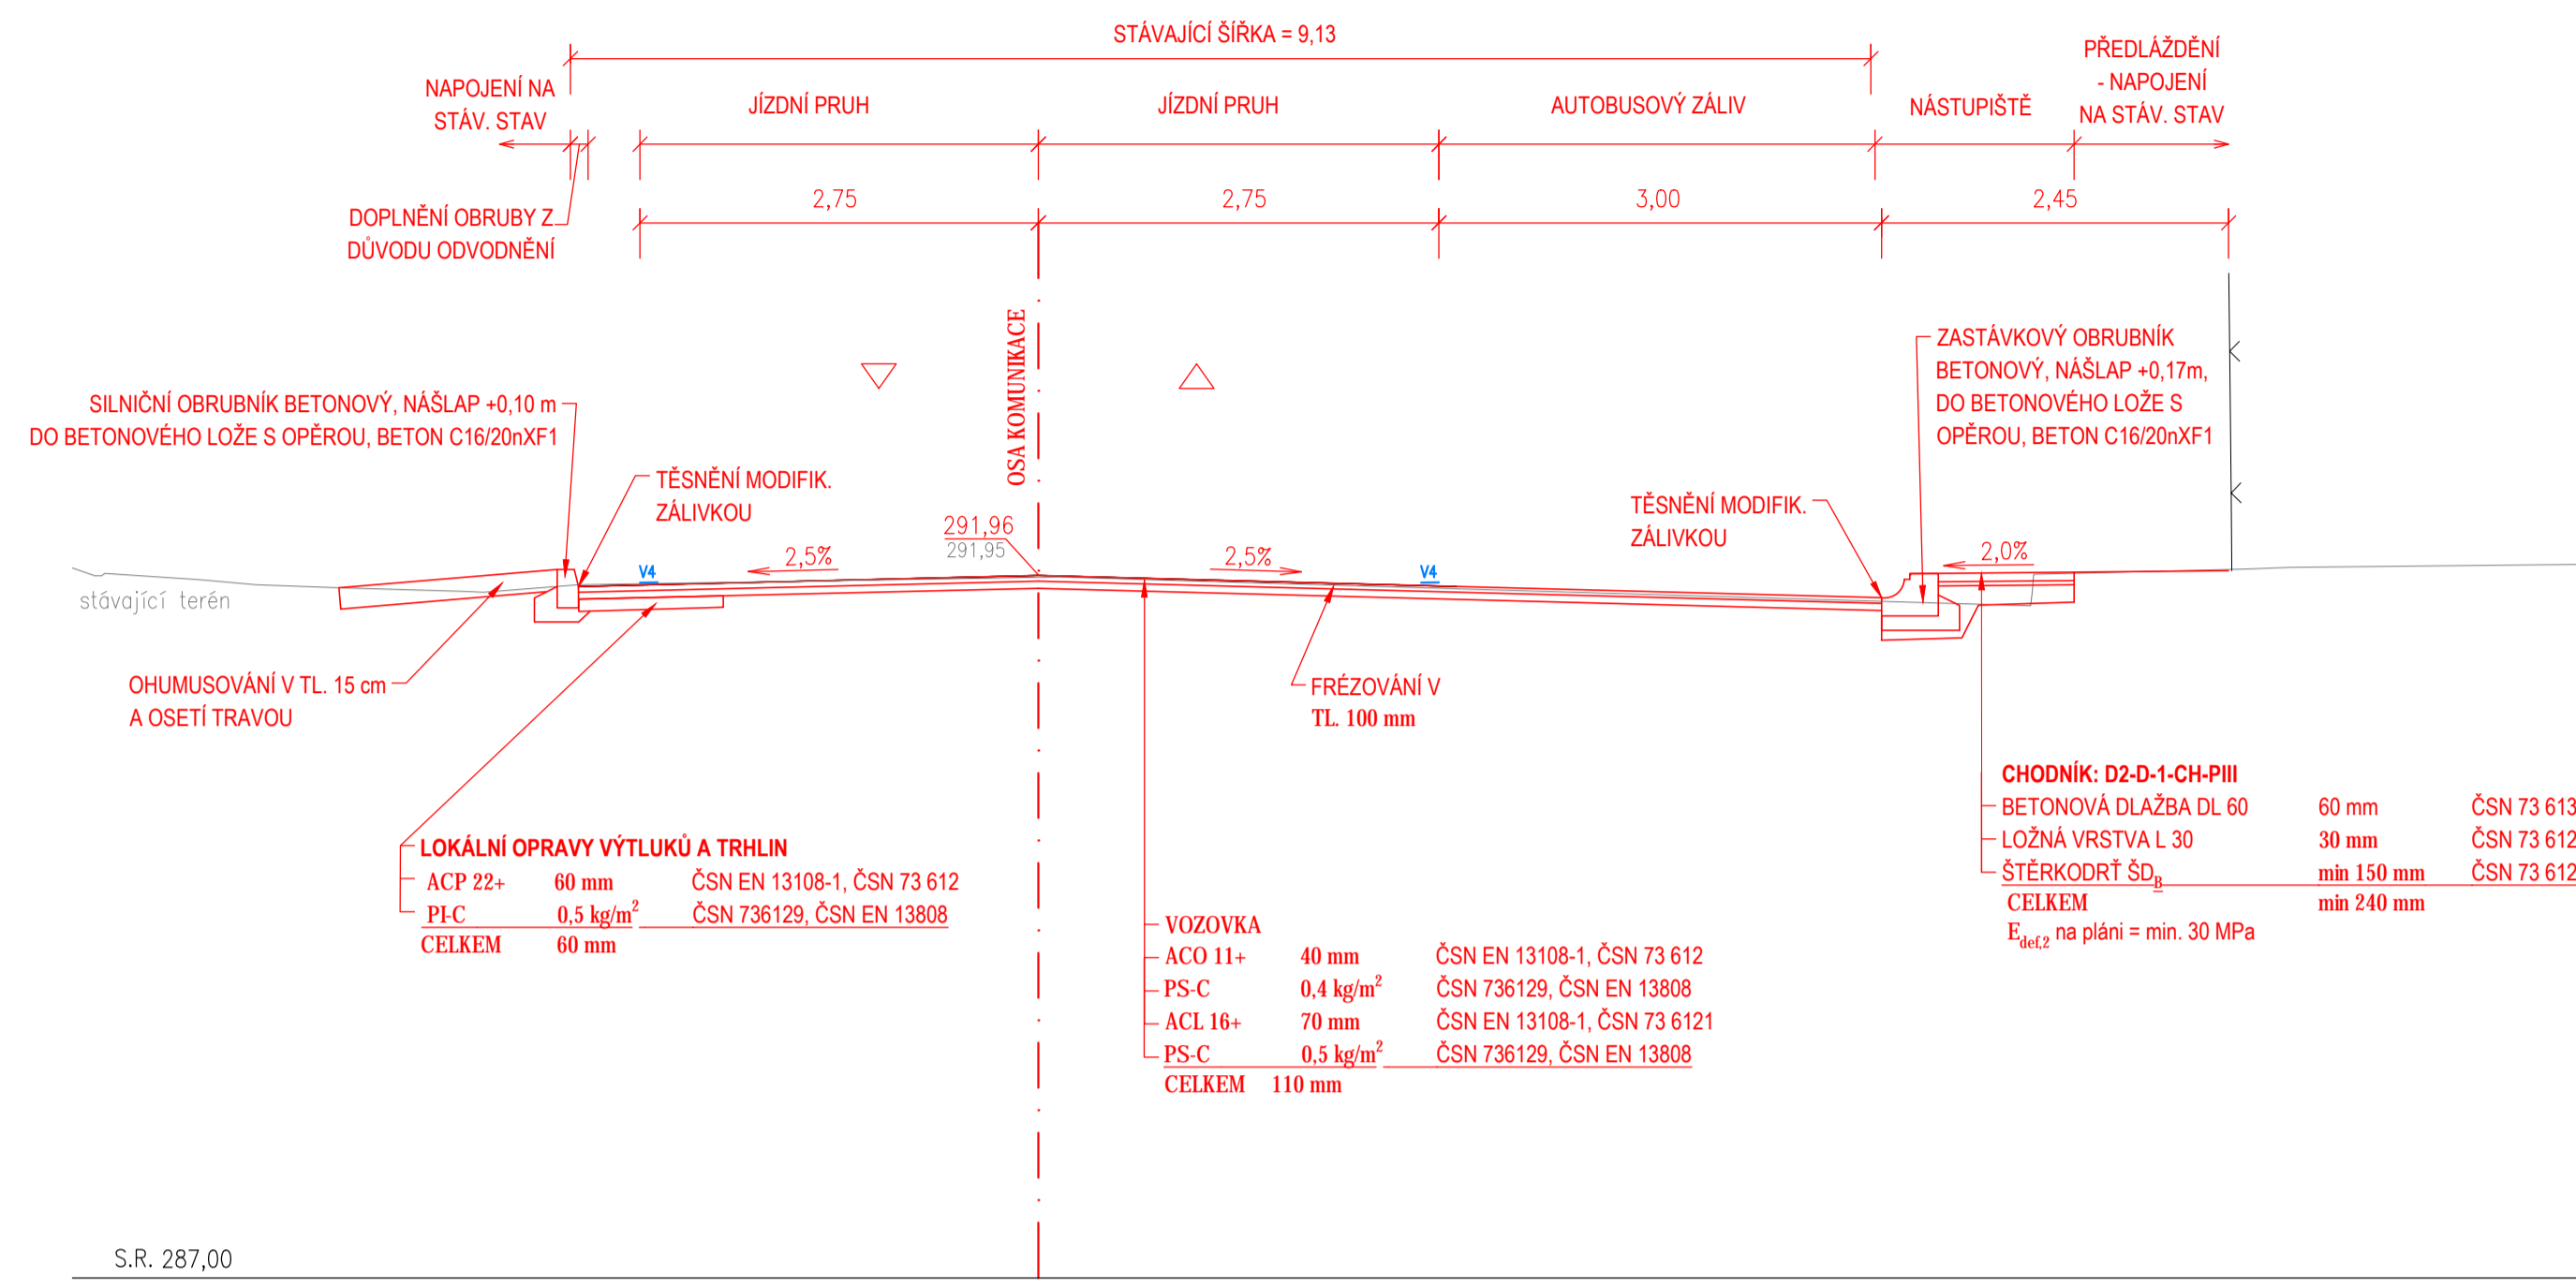 STÁVAJÍCÍ ŠÍŘKA = 9,13
NAPOJENÍ NA
STÁV. STAV
JÍZDNÍ PRUH
JÍZDNÍ PRUH
AUTOBUSOVÝ ZÁLIV
NÁSTUPIŠTĚ
PŘEDLÁŽDĚNÍ
- NAPOJENÍ
NA STÁV. STAV
2,75
2,75
3,00
2,45
DOPLNĚNÍ OBRUBY Z
DŮVODU ODVODNĚNÍ
OSA KOMUNIKACE
ZASTÁVKOVÝ OBRUBNÍK
BETONOVÝ, NÁŠLAP +0,17m,
DO BETONOVÉHO LOŽE S
OPĚROU, BETON C16/20nXF1
SILNIČNÍ OBRUBNÍK BETONOVÝ, NÁŠLAP +0,10 m
DO BETONOVÉHO LOŽE S OPĚROU, BETON C16/20nXF1
TĚSNĚNÍ MODIFIK.
ZÁLIVKOU
TĚSNĚNÍ MODIFIK.
ZÁLIVKOU
291,96
291,95
2,5%
2,5%
2,0%
V4
V4
stávající terén
OHUMUSOVÁNÍ V TL. 15 cm
A OSETÍ TRAVOU
FRÉZOVÁNÍ V
TL. 100 mm
LOKÁLNÍ OPRAVY VÝTLUKŮ A TRHLIN
ACP 22+ 60 mm ČSN EN 13108-1, ČSN 73 612
PI-C 0,5 kg/m² ČSN 736129, ČSN EN 13808
CELKEM 60 mm
VOZOVKA
ACO 11+ 40 mm ČSN EN 13108-1, ČSN 73 612
PS-C 0,4 kg/m² ČSN 736129, ČSN EN 13808
ACL 16+ 70 mm ČSN EN 13108-1, ČSN 73 6121
PS-C 0,5 kg/m² ČSN 736129, ČSN EN 13808
CELKEM 110 mm
CHODNÍK: D2-D-1-CH-PIII
BETONOVÁ DLAŽBA DL 60 60 mm ČSN 73 613
LOŽNÁ VRSTVA L 30 30 mm ČSN 73 612
ŠTĚRKODRŤ ŠDB min 150 mm ČSN 73 612
CELKEM min 240 mm
Edef,2 na pláni = min. 30 MPa
S.R. 287,00